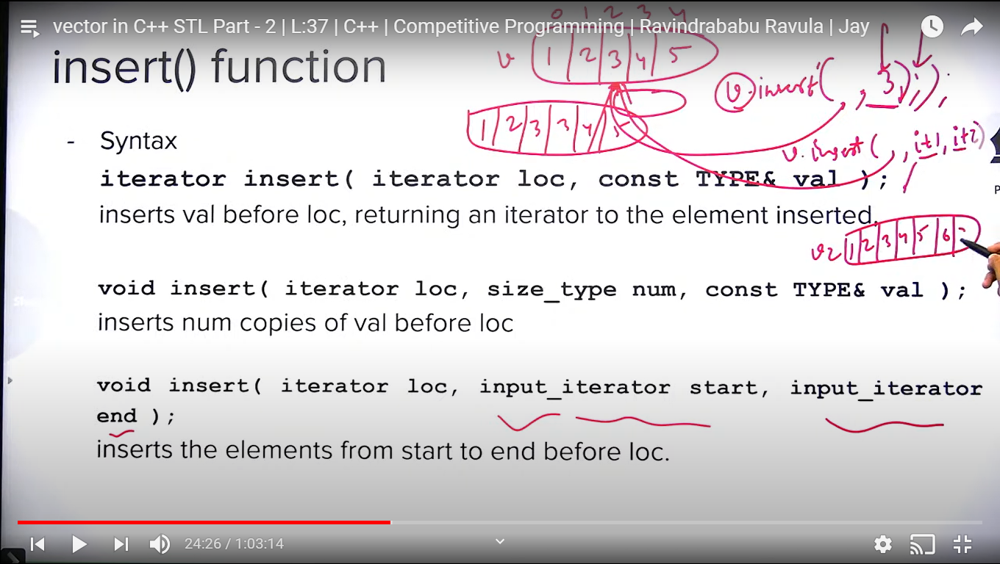 vector in C++ STL Part - 2 | L:37 | C++ | Competitive Programming | Ravindrababu Ravula | Jay
0 1 2 3 4
v 1 2 3 4 5
insert() function
v.insert( , , 3);
1 2 3 3 4 5
- Syntax
v. insert ( , , it1, it2)
iterator insert( iterator loc, const TYPE& val );
inserts val before loc, returning an iterator to the element inserted.
v2 1 2 3 4 5 6
void insert( iterator loc, size_type num, const TYPE& val );
inserts num copies of val before loc
void insert( iterator loc, input_iterator start, input_iterator
end );
inserts the elements from start to end before loc.
24:26 / 1:03:14